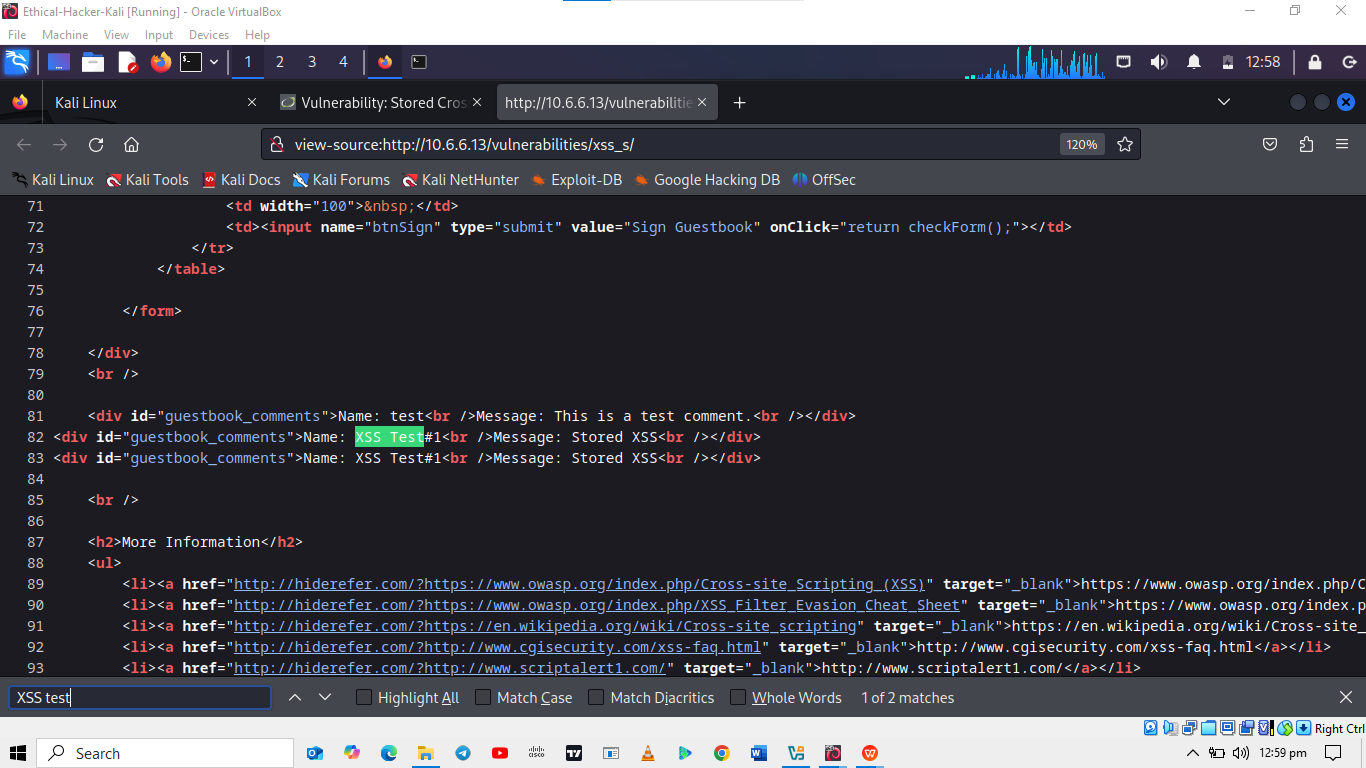 Ethical-Hacker-Kali [Running] - Oracle VirtualBox
File Machine View Input Devices Help
1 2 3 4 12:58
Kali Linux Vulnerability: Stored Cros http://10.6.6.13/vulnerabilitie
view-source:http://10.6.6.13/vulnerabilities/xss_s/ 120%
Kali Linux Kali Tools Kali Docs Kali Forums Kali NetHunter Exploit-DB Google Hacking DB OffSec
71 <td width="100">&nbsp;</td>
72 <td><input name="btnSign" type="submit" value="Sign Guestbook" onClick="return checkForm();"></td>
73 </tr>
74 </table>
75
76 </form>
77
78 </div>
79 <br />
80
81 <div id="guestbook_comments">Name: test<br />Message: This is a test comment.<br /></div>
82 <div id="guestbook_comments">Name: XSS Test#1<br />Message: Stored XSS<br /></div>
83 <div id="guestbook_comments">Name: XSS Test#1<br />Message: Stored XSS<br /></div>
84
85 <br />
86
87 <h2>More Information</h2>
88 <ul>
89 <li><a href="http://hiderefer.com/?https://www.owasp.org/index.php/Cross-site_Scripting_(XSS)" target="_blank">https://www.owasp.org/index.php/C
90 <li><a href="http://hiderefer.com/?https://www.owasp.org/index.php/XSS_Filter_Evasion_Cheat_Sheet" target="_blank">https://www.owasp.org/index.p
91 <li><a href="http://hiderefer.com/?https://en.wikipedia.org/wiki/Cross-site_scripting" target="_blank">https://en.wikipedia.org/wiki/Cross-site_
92 <li><a href="http://hiderefer.com/?http://www.cgisecurity.com/xss-faq.html" target="_blank">http://www.cgisecurity.com/xss-faq.html</a></li>
93 <li><a href="http://hiderefer.com/?http://www.scriptalert1.com/" target="_blank">http://www.scriptalert1.com/</a></li>
XSS test Highlight All Match Case Match Diacritics Whole Words 1 of 2 matches
Right Ctrl
Search 12:59 pm